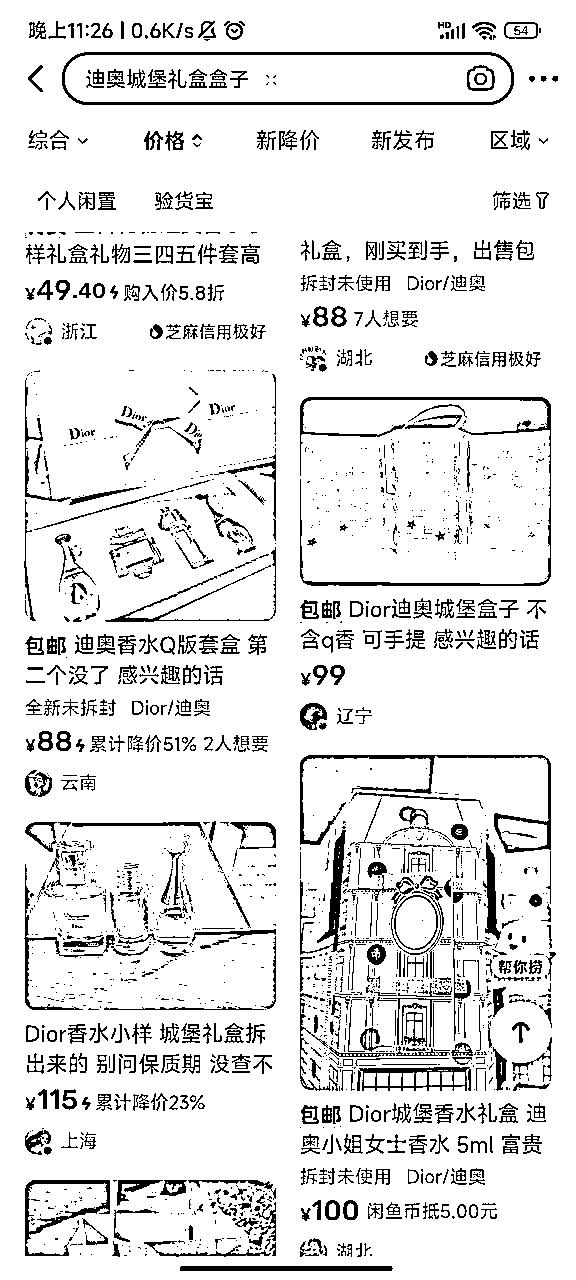 晚上11:26 | 0.6K/s
HD
54
迪奥城堡礼盒盒子
综合
价格
新降价
新发布
区域
个人闲置
验货宝
筛选
样礼盒礼物三四五件套高
¥49.40 购入价5.8折
浙江
芝麻信用极好
Dior
Dior
包邮 迪奥香水Q版套盒 第
二个没了 感兴趣的话
全新未拆封 Dior/迪奥
¥88 累计降价51% 2人想要
云南
Dior香水小样 城堡礼盒拆
出来的 别问保质期 没查不
¥115 累计降价23%
上海
礼盒，刚买到手，出售包
拆封未使用 Dior/迪奥
¥88 7人想要
湖北
芝麻信用极好
包邮 Dior迪奥城堡盒子 不
含q香 可手提 感兴趣的话
¥99
辽宁
帮你捞
包邮 Dior城堡香水礼盒 迪
奥小姐女士香水 5ml 富贵
拆封未使用 Dior/迪奥
¥100 闲鱼币抵5.00元
湖北